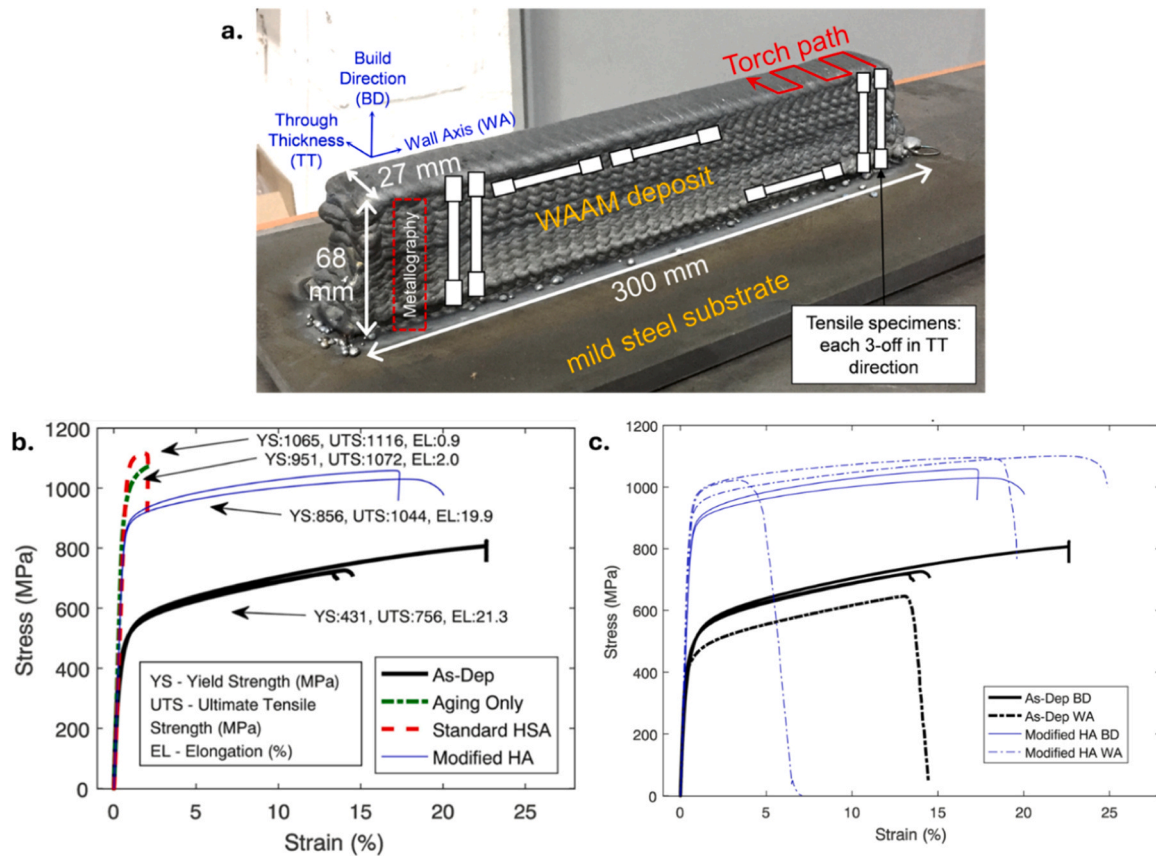 a.
Build
Direction
(BD)
Torch path
Through
Thickness
(TT)
Wall Axis (WA)
27 mm
WAAM deposit
Metallography
68
mm
300 mm
mild steel substrate
Tensile specimens:
each 3-off in TT
direction
b.
1200
1000
800
600
400
200
0
0
5
10
15
20
25
Stress (MPa)
Strain (%)
YS:1065, UTS:1116, EL:0.9
YS:951, UTS:1072, EL:2.0
YS:856, UTS:1044, EL:19.9
YS:431, UTS:756, EL:21.3
YS - Yield Strength (MPa)
UTS - Ultimate Tensile
Strength (MPa)
EL - Elongation (%)
As-Dep
Aging Only
Standard HSA
Modified HA
c.
1200
1000
800
600
400
200
0
0
5
10
15
20
25
Stress (MPa)
Strain (%)
As-Dep BD
As-Dep WA
Modified HA BD
Modified HA WA